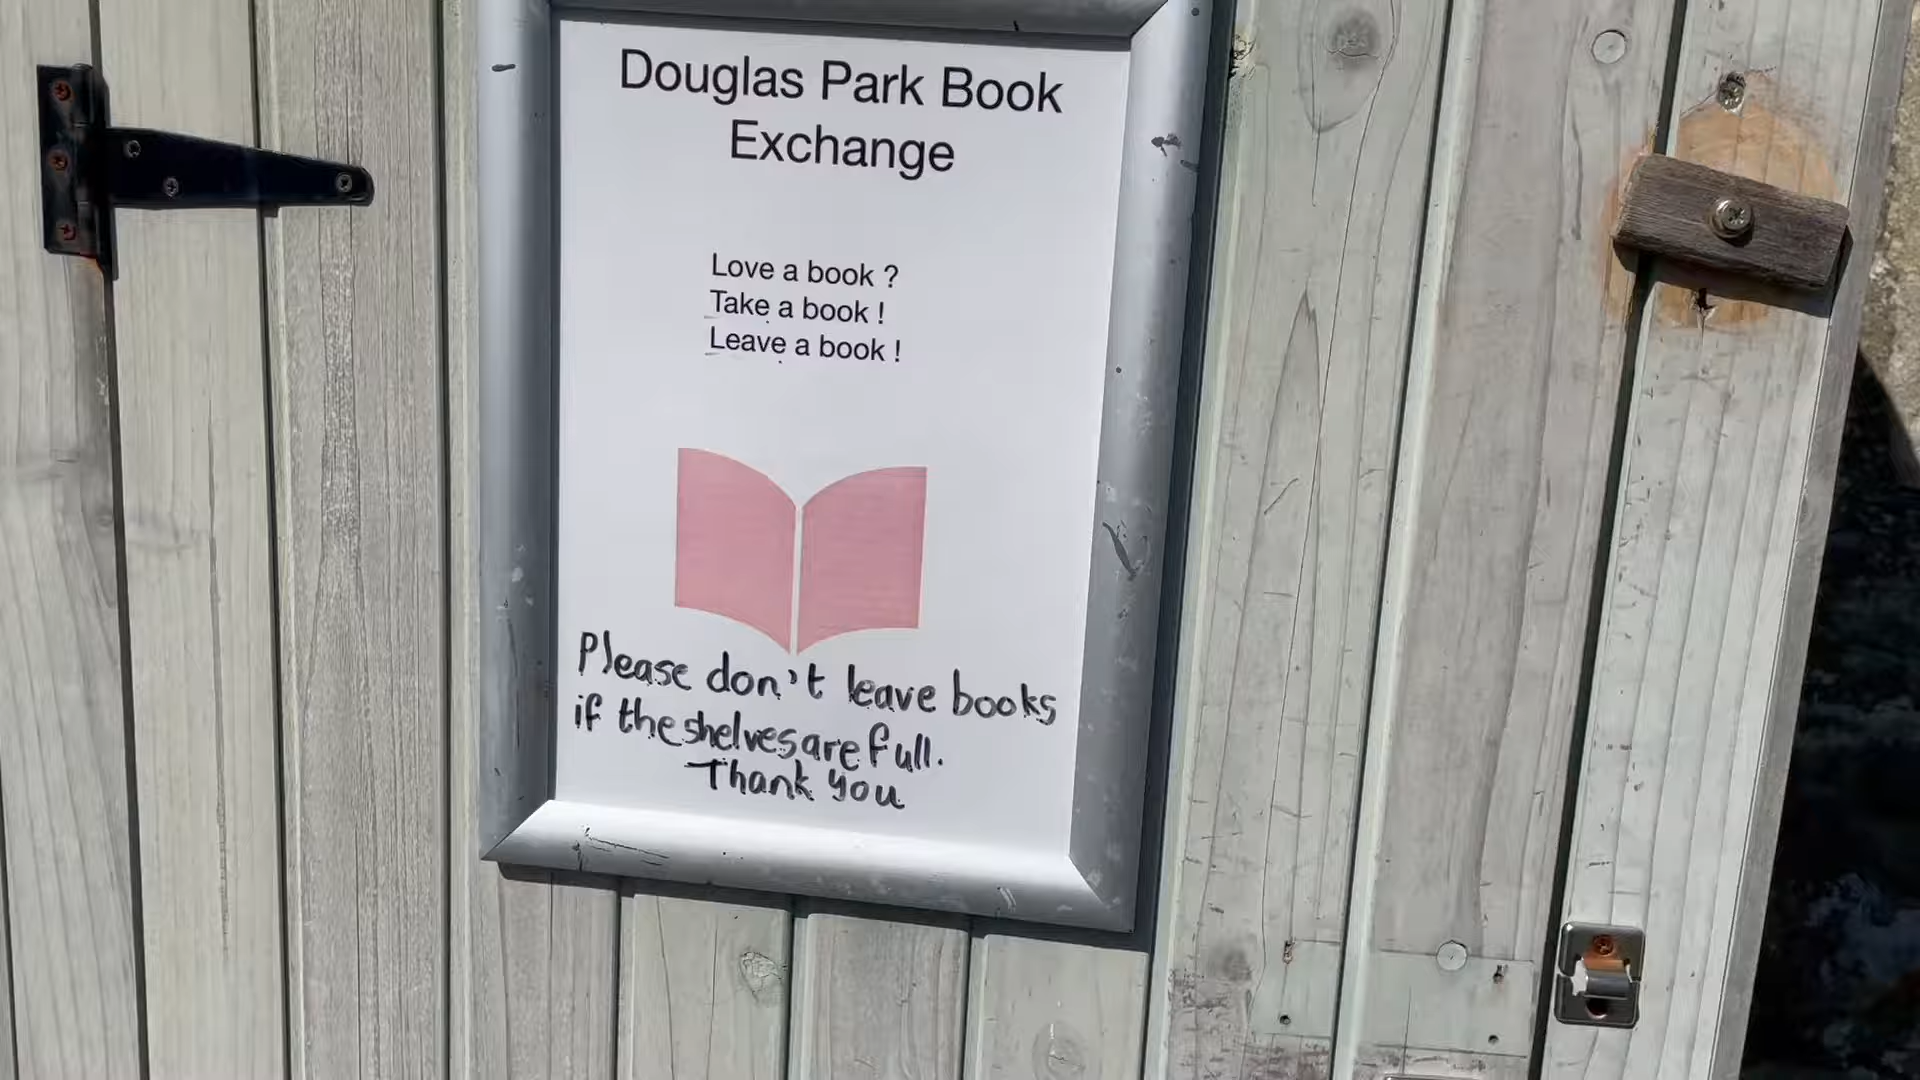 Douglas Park Book
Exchange
Love a book ?
Take a book !
Leave a book !
Please don't leave books
if the shelves are full.
Thank you